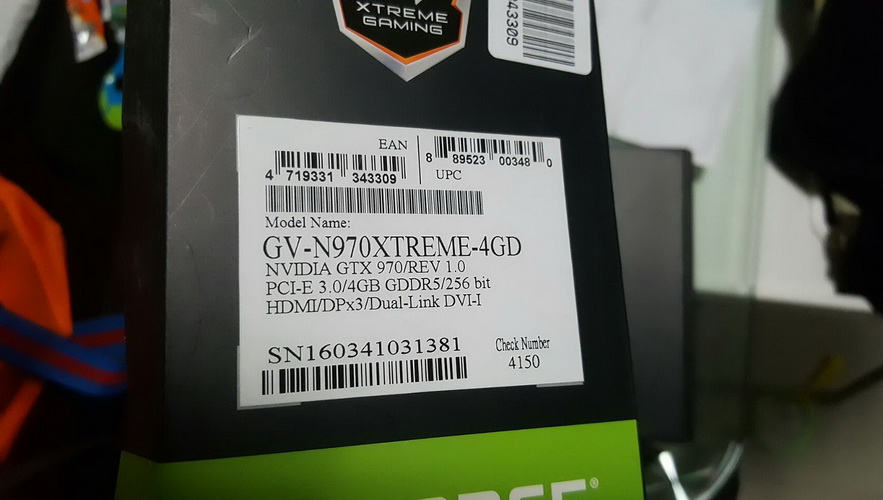 XTREME
GAMING
43309
EAN
4 719331 343309
8 89523 00348 0
UPC
Model Name:
GV-N970XTREME-4GD
NVIDIA GTX 970/REV 1.0
PCI-E 3.0/4GB GDDR5/256 bit
HDMI/DPx3/Dual-Link DVI-I
SN160341031381
Check Number
4150